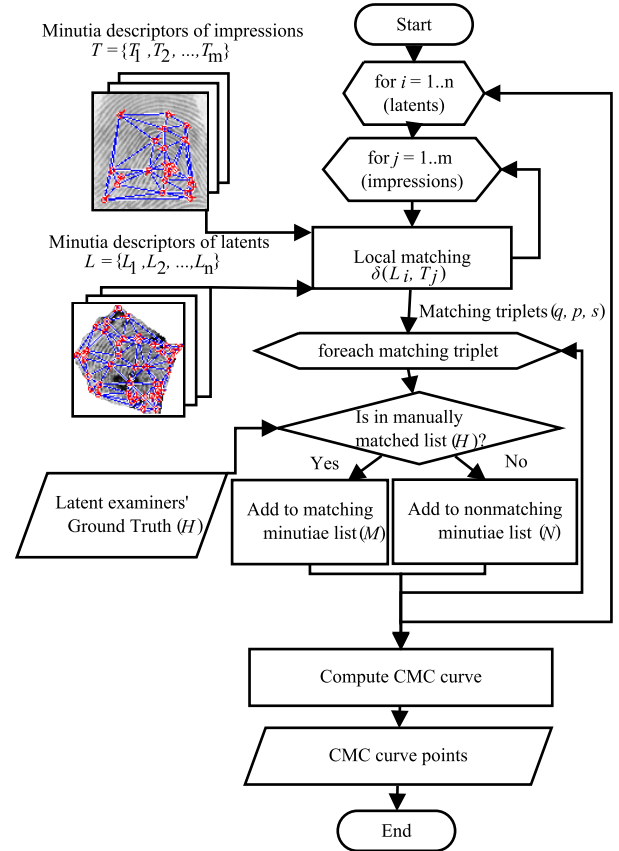 Start
Minutia descriptors of impressions
T = {T1 ,T2, ...,Tm}
for i = 1..n
(latents)
for j = 1..m
(impressions)
Minutia descriptors of latents
L = {L1 ,L2, ...,Ln}
Local matching
δ(Li, Tj)
Matching triplets (q, p, s)
foreach matching triplet
Is in manually
matched list (H)?
Yes
No
Latent examiners'
Ground Truth (H)
Add to matching
minutiae list (M)
Add to nonmatching
minutiae list (N)
Compute CMC curve
CMC curve points
End